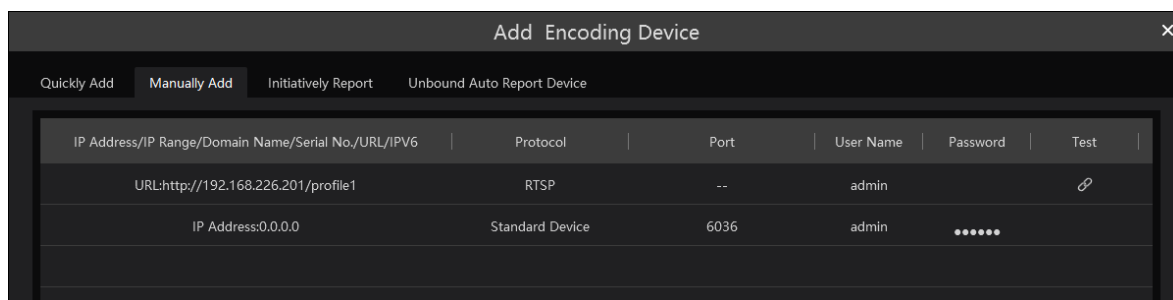 Add Encoding Device
Quickly Add Manually Add Initiatively Report Unbound Auto Report Device
IP Address/IP Range/Domain Name/Serial No./URL/IPV6 Protocol Port User Name Password Test
URL:http://192.168.226.201/profile1 RTSP -- admin
IP Address:0.0.0.0 Standard Device 6036 admin ●●●●●●